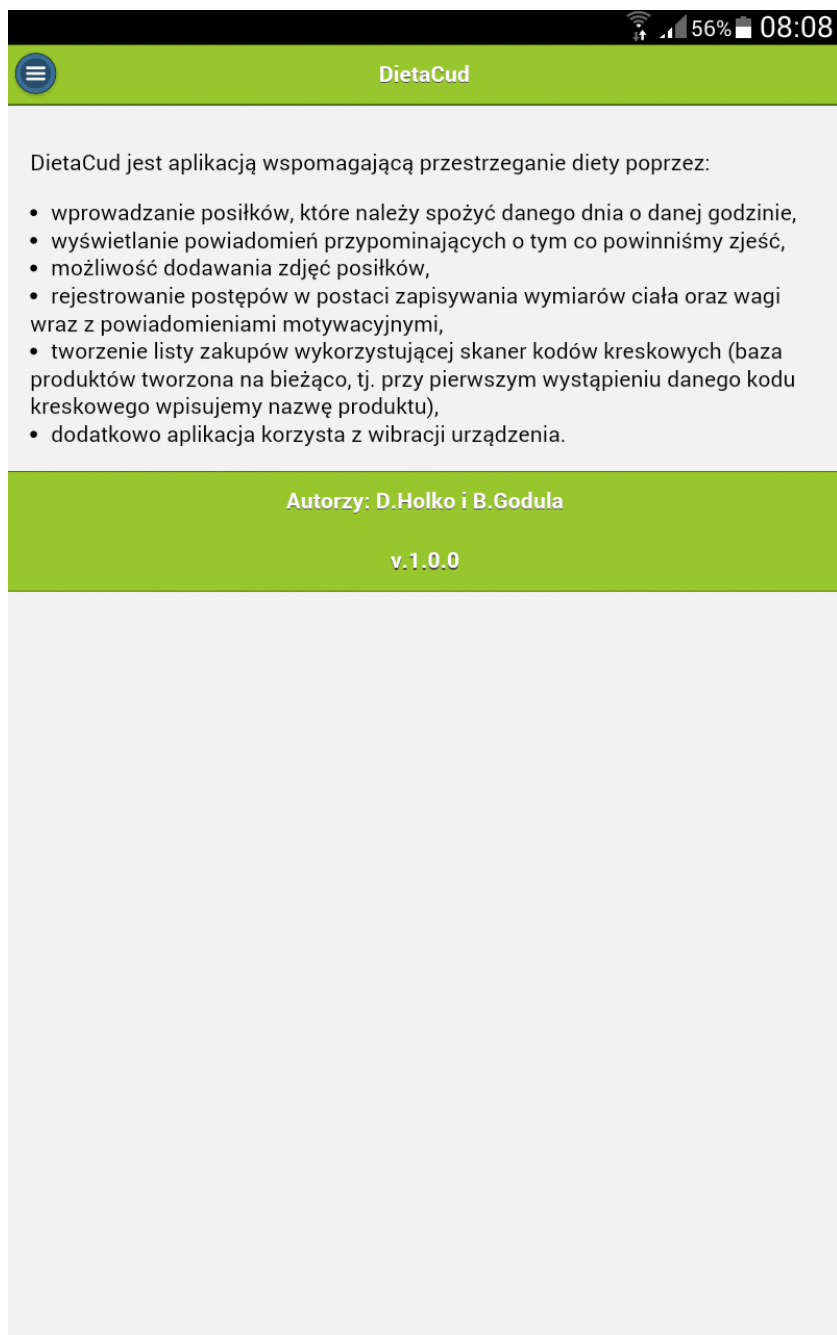 56% 08:08
DietaCud
DietaCud jest aplikacją wspomagającą przestrzeganie diety poprzez:
• wprowadzanie posiłków, które należy spożyć danego dnia o danej godzinie,
• wyświetlanie powiadomień przypominających o tym co powinniśmy zjeść,
• możliwość dodawania zdjęć posiłków,
• rejestrowanie postępów w postaci zapisywania wymiarów ciała oraz wagi
wraz z powiadomieniami motywacyjnymi,
• tworzenie listy zakupów wykorzystującej skaner kodów kreskowych (baza
produktów tworzona na bieżąco, tj. przy pierwszym wystąpieniu danego kodu
kreskowego wpisujemy nazwę produktu),
• dodatkowo aplikacja korzysta z wibracji urządzenia.
Autorzy: D.Holko i B.Godula
v.1.0.0